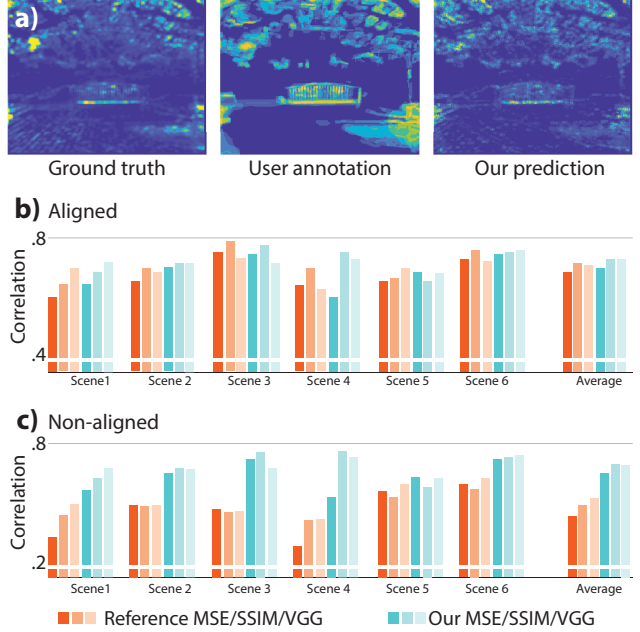 a)
Ground truth
User annotation
Our prediction
b) Aligned
.8
Correlation
.4
Scene1
Scene 2
Scene 3
Scene 4
Scene 5
Scene 6
Average
c) Non-aligned
.8
Correlation
.2
Scene1
Scene 2
Scene 3
Scene 4
Scene 5
Scene 6
Average
Reference MSE/SSIM/VGG
Our MSE/SSIM/VGG